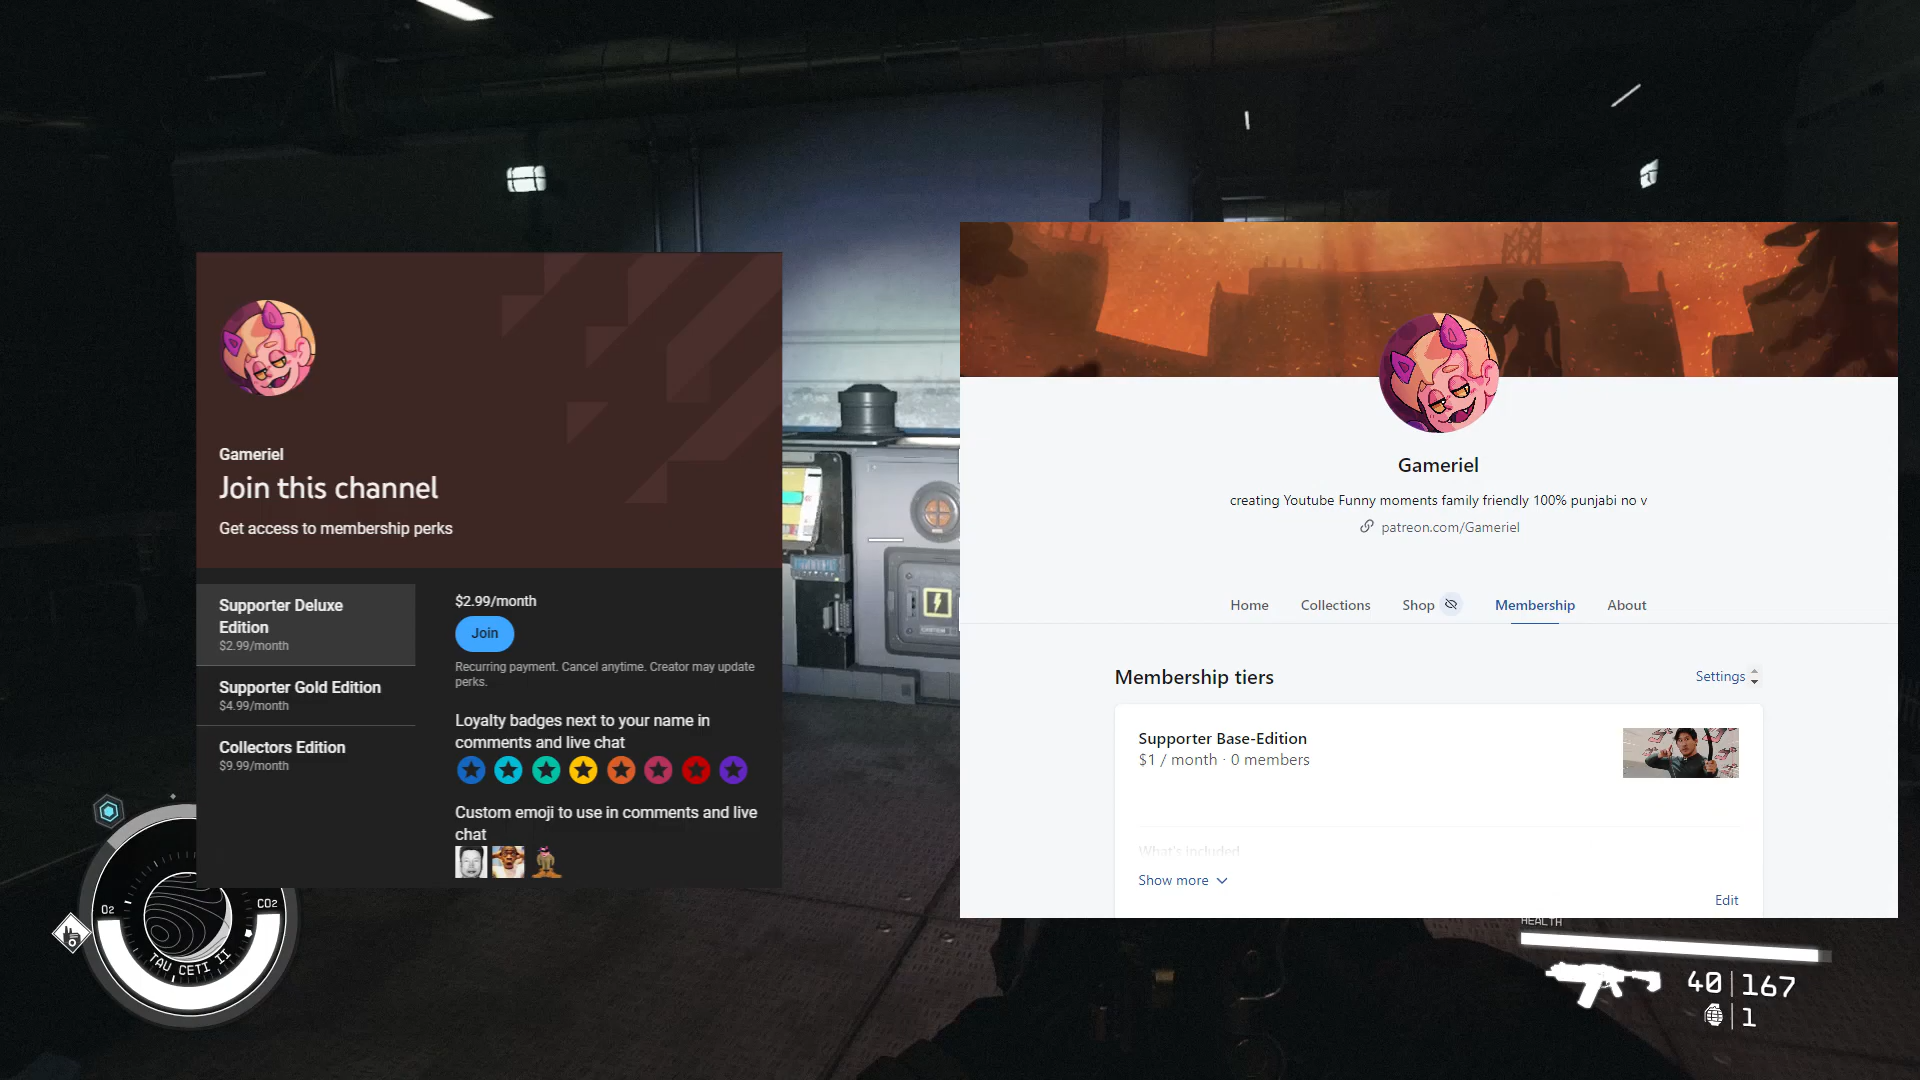 Gameriel
Join this channel
Get access to membership perks
Supporter Deluxe
Edition
$2.99/month
Supporter Gold Edition
$4.99/month
Collectors Edition
$9.99/month
$2.99/month
Join
Recurring payment. Cancel anytime. Creator may update
perks.
Loyalty badges next to your name in
comments and live chat
Custom emoji to use in comments and live
chat
Gameriel
creating Youtube Funny moments family friendly 100% punjabi no v
patreon.com/Gameriel
Home
Collections
Shop
Membership
About
Membership tiers
Settings
Supporter Base-Edition
$1 / month · 0 members
What's included
Show more
Edit
O2
CO2
TAU CETI II
HEALTH
40|167
1